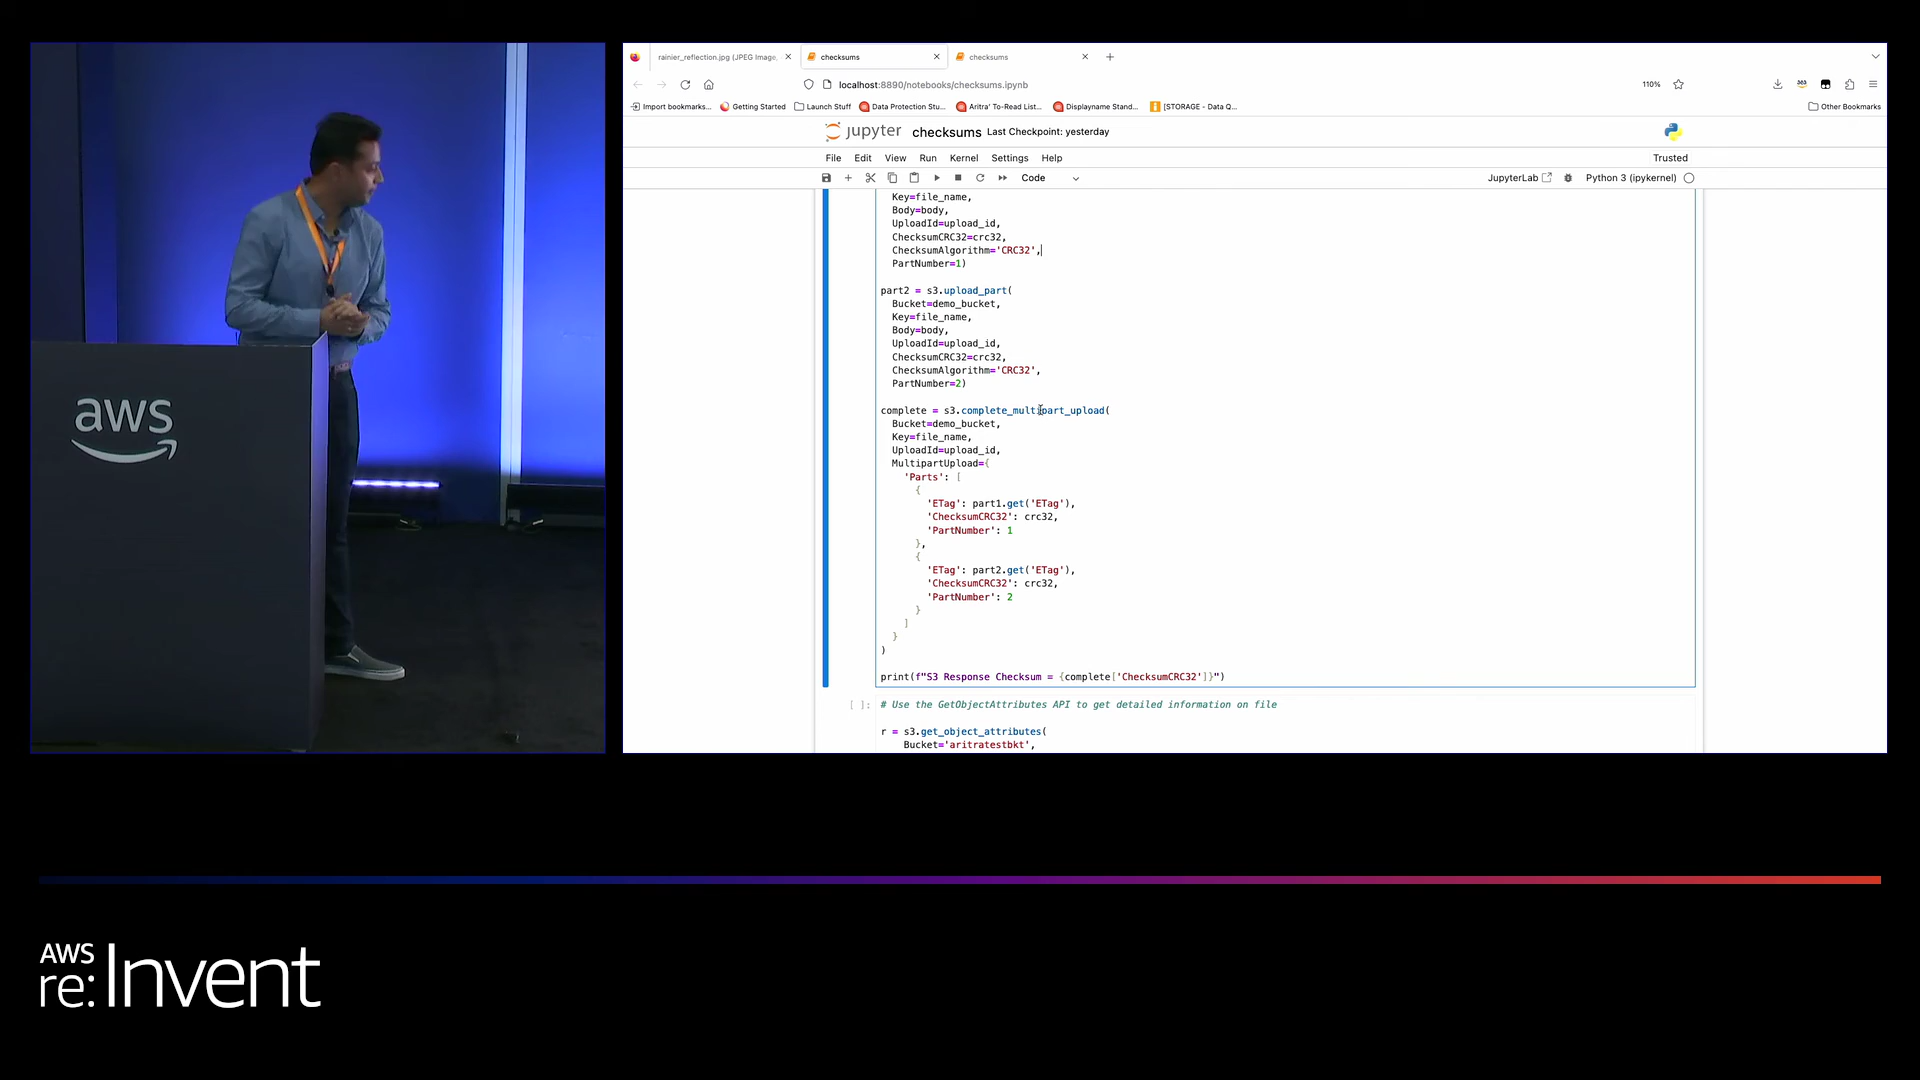 rainier_reflection.jpg (JPEG Image,
checksums
checksums
localhost:8890/notebooks/checksums.ipynb
110%
Import bookmarks...
Getting Started
Launch Stuff
Data Protection Stu...
Aritra' To-Read List...
Displayname Stand...
[STORAGE - Data Q...
Other Bookmarks
jupyter checksums Last Checkpoint: yesterday
File Edit View Run Kernel Settings Help
Trusted
Code
JupyterLab
Python 3 (ipykernel)
Key=file_name,
Body=body,
UploadId=upload_id,
ChecksumCRC32=crc32,
ChecksumAlgorithm='CRC32',
PartNumber=1)
part2 = s3.upload_part(
Bucket=demo_bucket,
Key=file_name,
Body=body,
UploadId=upload_id,
ChecksumCRC32=crc32,
ChecksumAlgorithm='CRC32',
PartNumber=2)
complete = s3.complete_multipart_upload(
Bucket=demo_bucket,
Key=file_name,
UploadId=upload_id,
MultipartUpload={
'Parts': [
{
'ETag': part1.get('ETag'),
'ChecksumCRC32': crc32,
'PartNumber': 1
},
{
'ETag': part2.get('ETag'),
'ChecksumCRC32': crc32,
'PartNumber': 2
}
]
}
)
print(f"S3 Response Checksum = {complete['ChecksumCRC32']}")
[ ]:
# Use the GetObjectAttributes API to get detailed information on file
r = s3.get_object_attributes(
Bucket='aritratestbkt',
aws
AWS
re:Invent